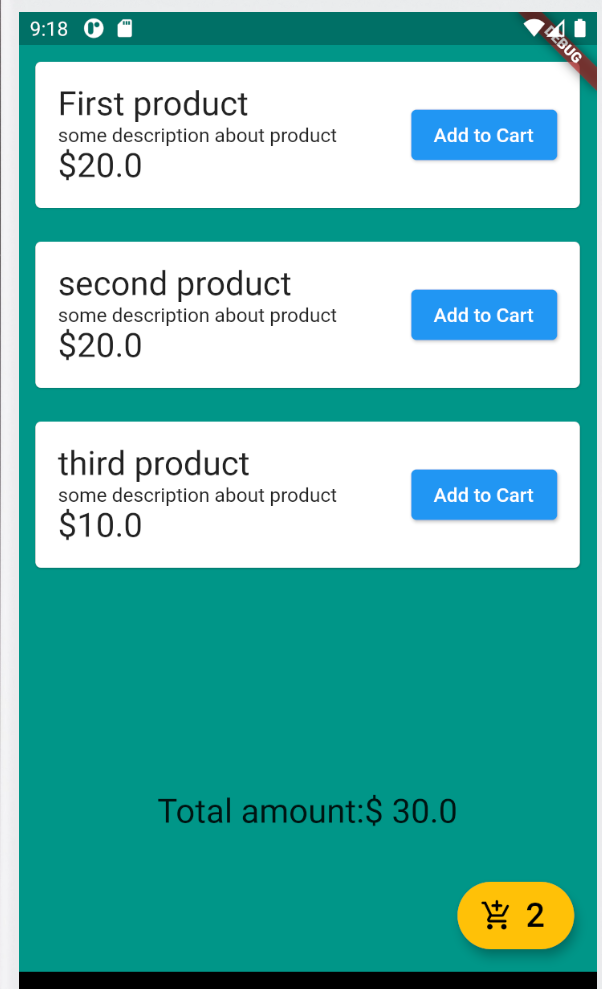 9:18
DEBUG
First product
some description about product
$20.0
Add to Cart
second product
some description about product
$20.0
Add to Cart
third product
some description about product
$10.0
Add to Cart
Total amount:$ 30.0
2